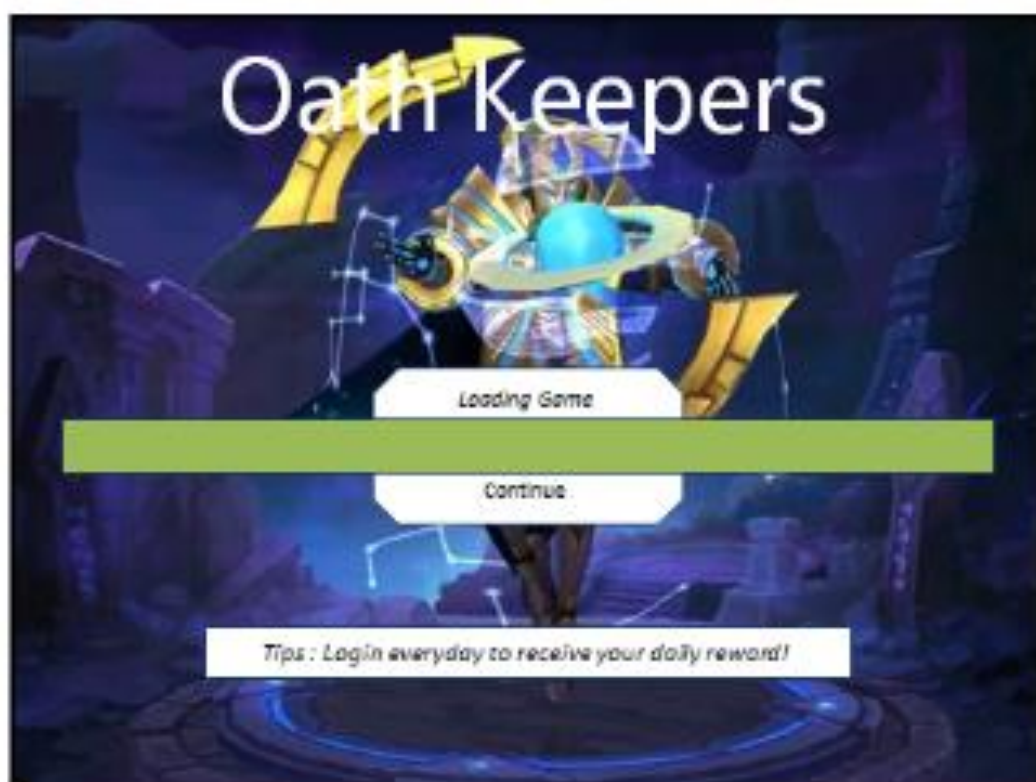 Oath Keepers
Loading Game
Continue
Tips : Login everyday to receive your daily reward!